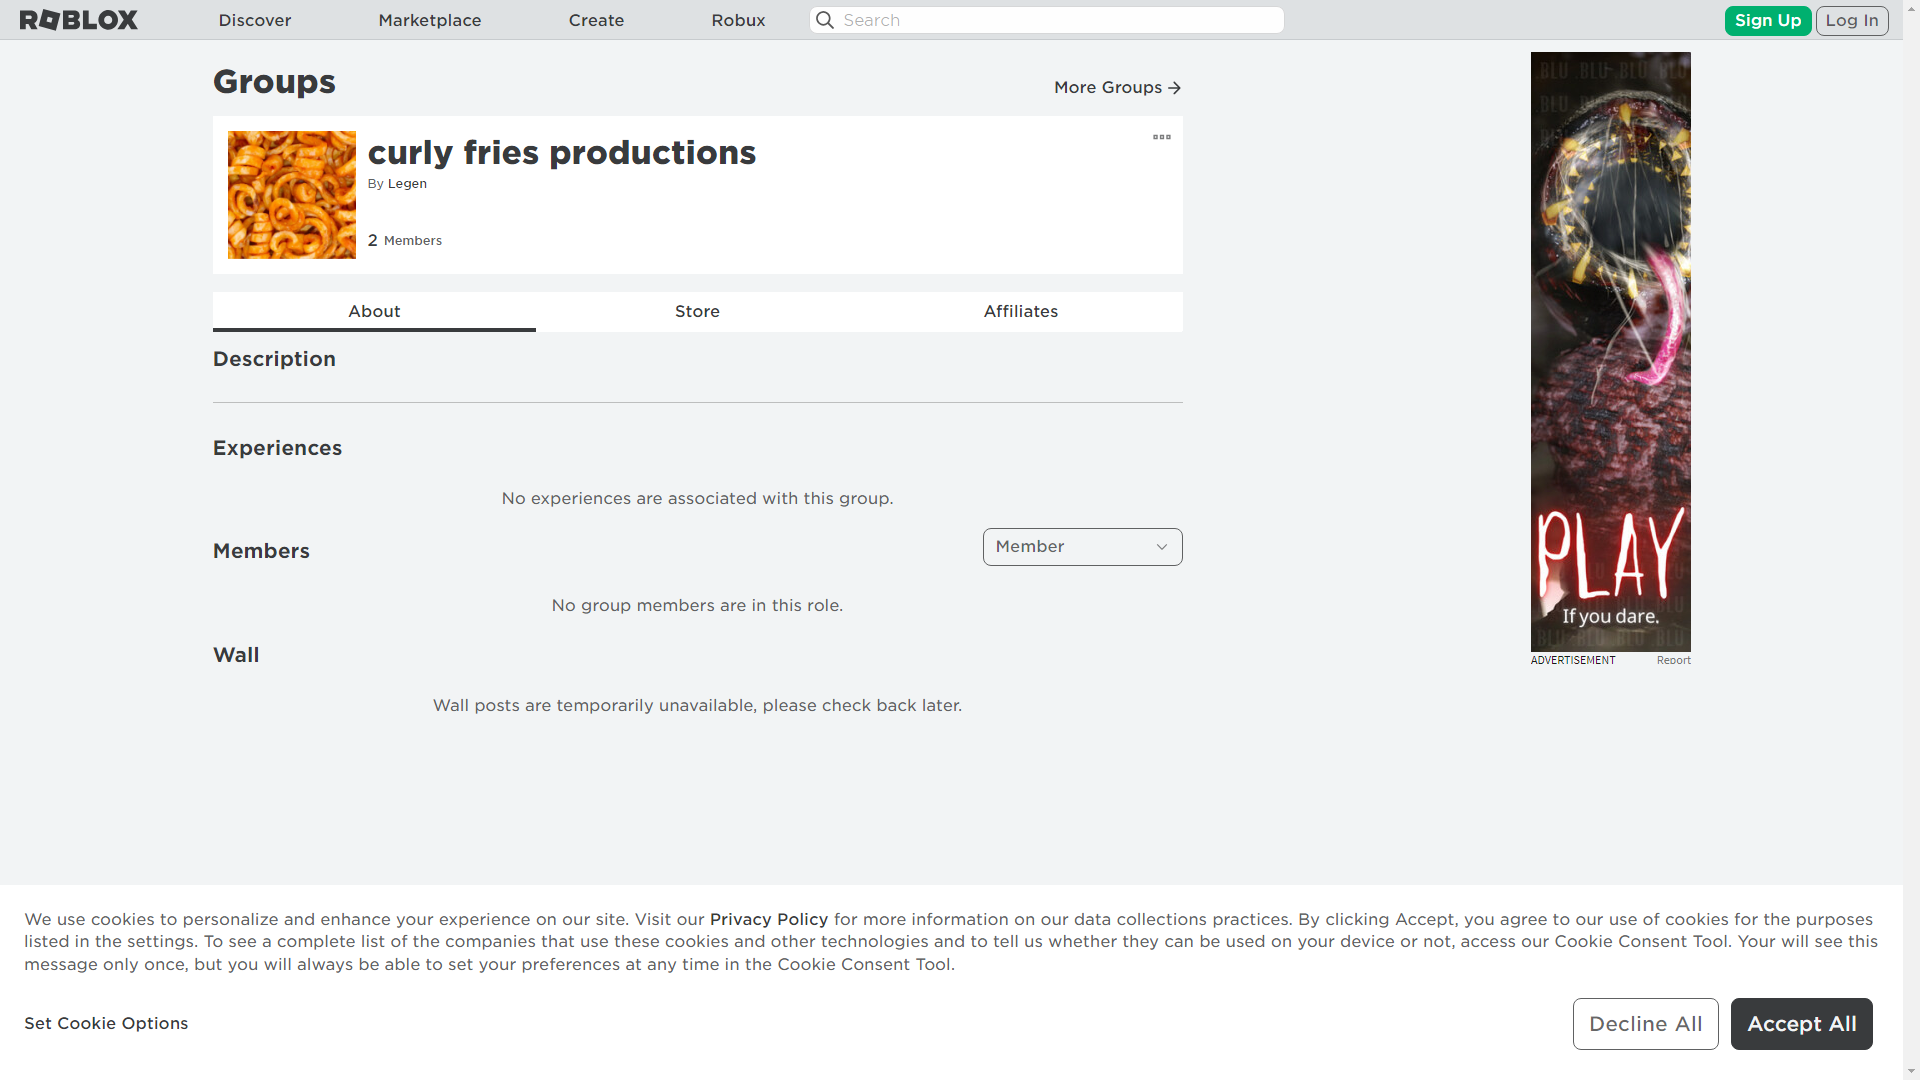 ROBLOX
Discover
Marketplace
Create
Robux
Search
Sign Up
Log In
Groups
More Groups
curly fries productions
By Legen
2 Members
About
Store
Affiliates
Description
Experiences
No experiences are associated with this group.
Members
Member
No group members are in this role.
Wall
Wall posts are temporarily unavailable, please check back later.
PLAY
If you dare.
ADVERTISEMENT
Report
We use cookies to personalize and enhance your experience on our site. Visit our Privacy Policy for more information on our data collections practices. By clicking Accept, you agree to our use of cookies for the purposes
listed in the settings. To see a complete list of the companies that use these cookies and other technologies and to tell us whether they can be used on your device or not, access our Cookie Consent Tool. Your will see this
message only once, but you will always be able to set your preferences at any time in the Cookie Consent Tool.
Set Cookie Options
Decline All
Accept All